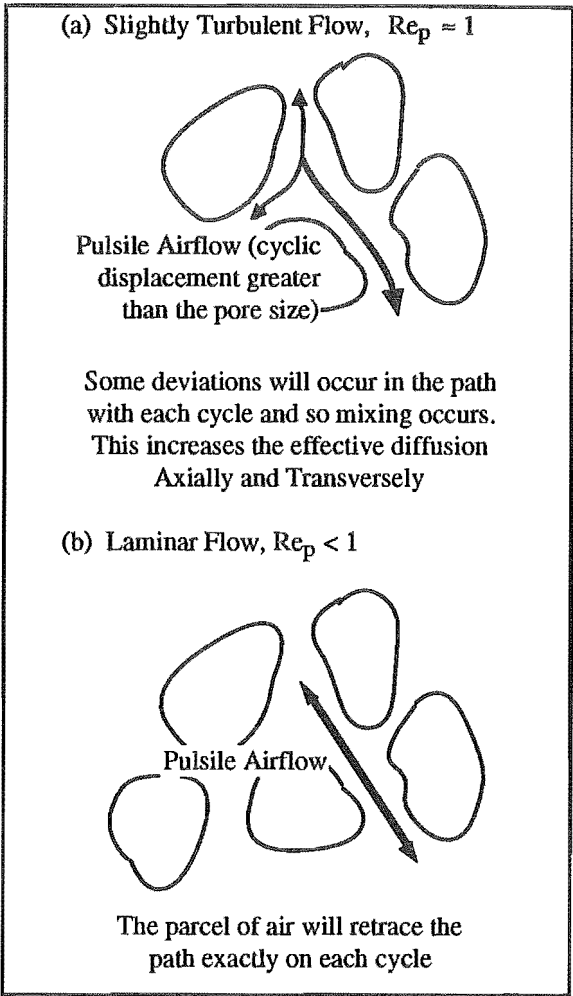 (a) Slightly Turbulent Flow, Re_p ≈ 1
Pulsile Airflow (cyclic
displacement greater
than the pore size)
Some deviations will occur in the path
with each cycle and so mixing occurs.
This increases the effective diffusion
Axially and Transversely
(b) Laminar Flow, Re_p < 1
Pulsile Airflow
The parcel of air will retrace the
path exactly on each cycle